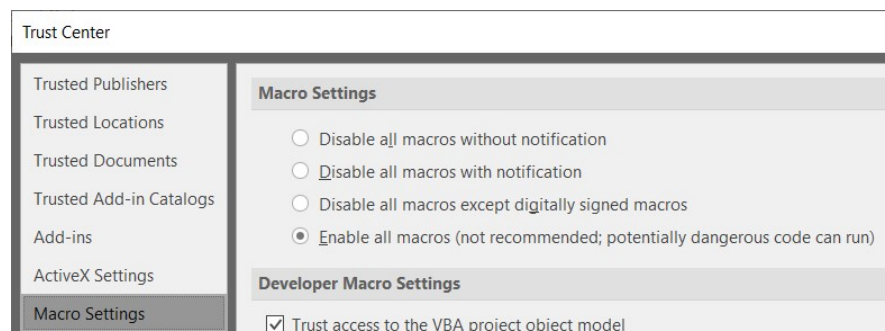 Trust Center
Trusted Publishers
Trusted Locations
Trusted Documents
Trusted Add-in Catalogs
Add-ins
ActiveX Settings
Macro Settings
Macro Settings
Disable all macros without notification
Disable all macros with notification
Disable all macros except digitally signed macros
Enable all macros (not recommended; potentially dangerous code can run)
Developer Macro Settings
Trust access to the VBA project object model